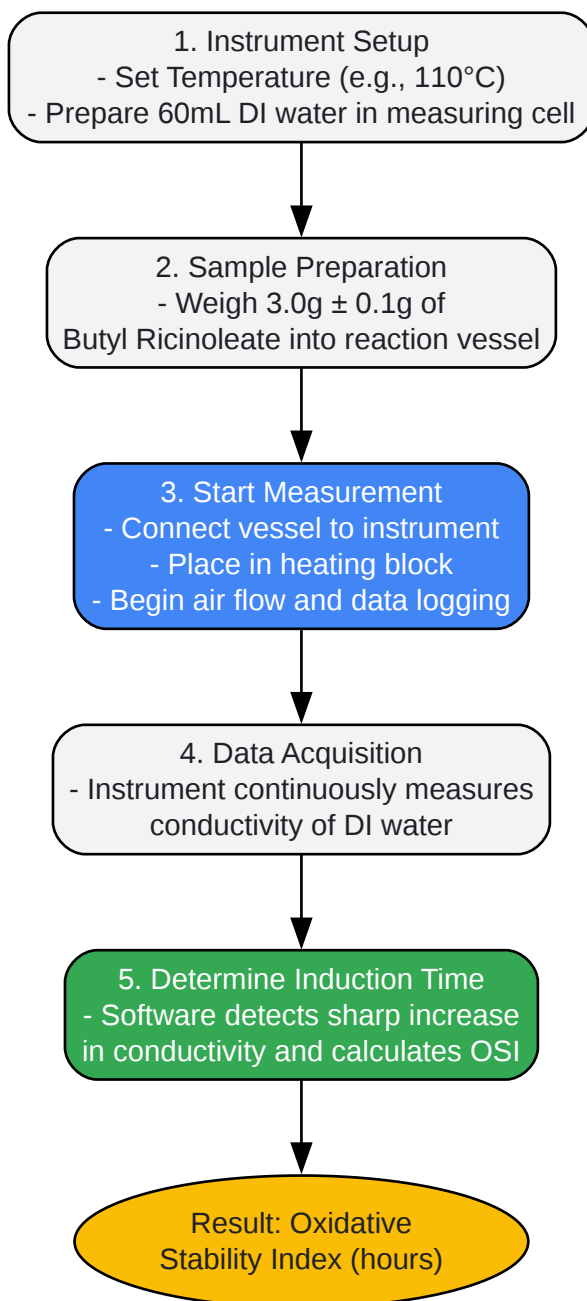 1. Instrument Setup
- Set Temperature (e.g., 110°C)
- Prepare 60mL DI water in measuring cell
2. Sample Preparation
- Weigh 3.0g ± 0.1g of
Butyl Ricinoleate into reaction vessel
3. Start Measurement
- Connect vessel to instrument
- Place in heating block
- Begin air flow and data logging
4. Data Acquisition
- Instrument continuously measures
conductivity of DI water
5. Determine Induction Time
- Software detects sharp increase
in conductivity and calculates OSI
Result: Oxidative
Stability Index (hours)